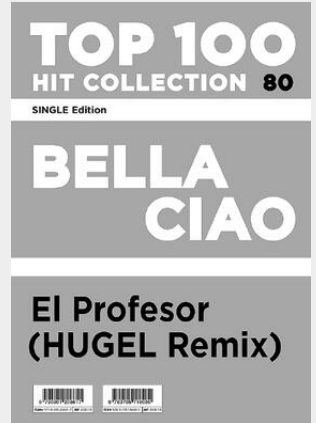 TOP 100
HIT COLLECTION 80
SINGLE Edition
BELLA
CIAO
El Profesor
(HUGEL Remix)